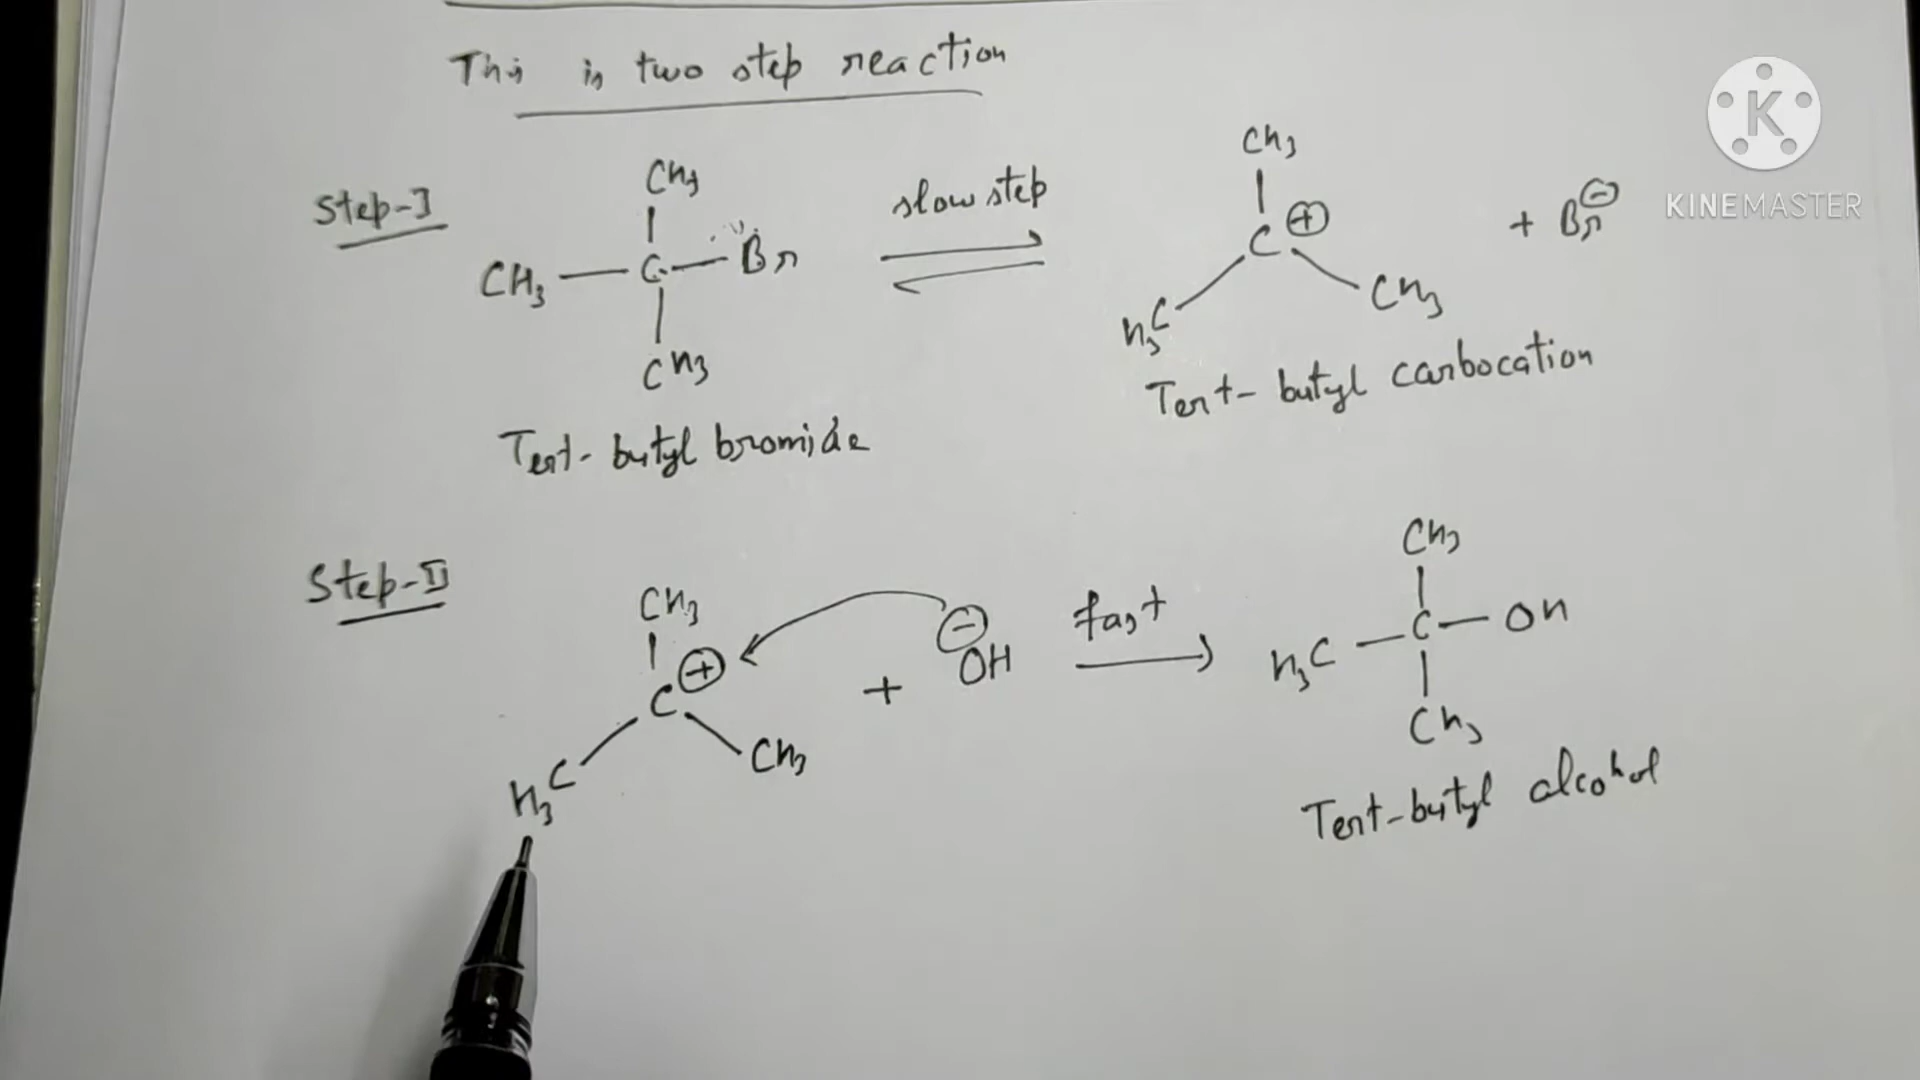 This is two step reaction
Step-I
CH3
CH3 — C — Br
CH3
Tert-butyl bromide
slow step
CH3
C ⊕
H3C
CH3
+ Br⊖
Tert-butyl carbocation
K
KINEMASTER
Step-II
CH3
C ⊕
H3C
CH3
+
⊖
OH
fast
CH3
H3C — C — OH
CH3
Tert-butyl alcohol